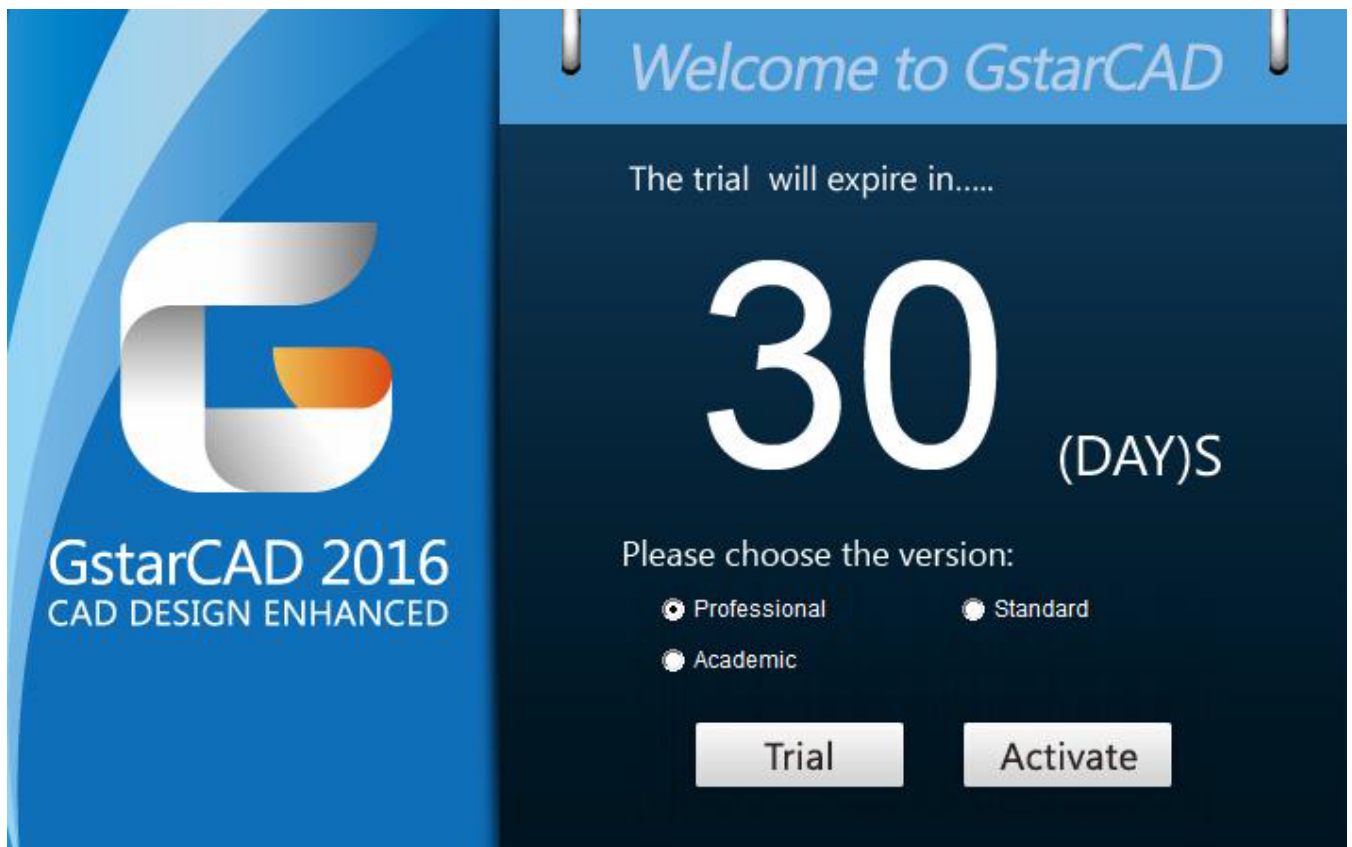 Welcome to GstarCAD
The trial will expire in.....
30 (DAY)S
GstarCAD 2016
CAD DESIGN ENHANCED
Please choose the version:
Professional Standard
Academic
Trial Activate